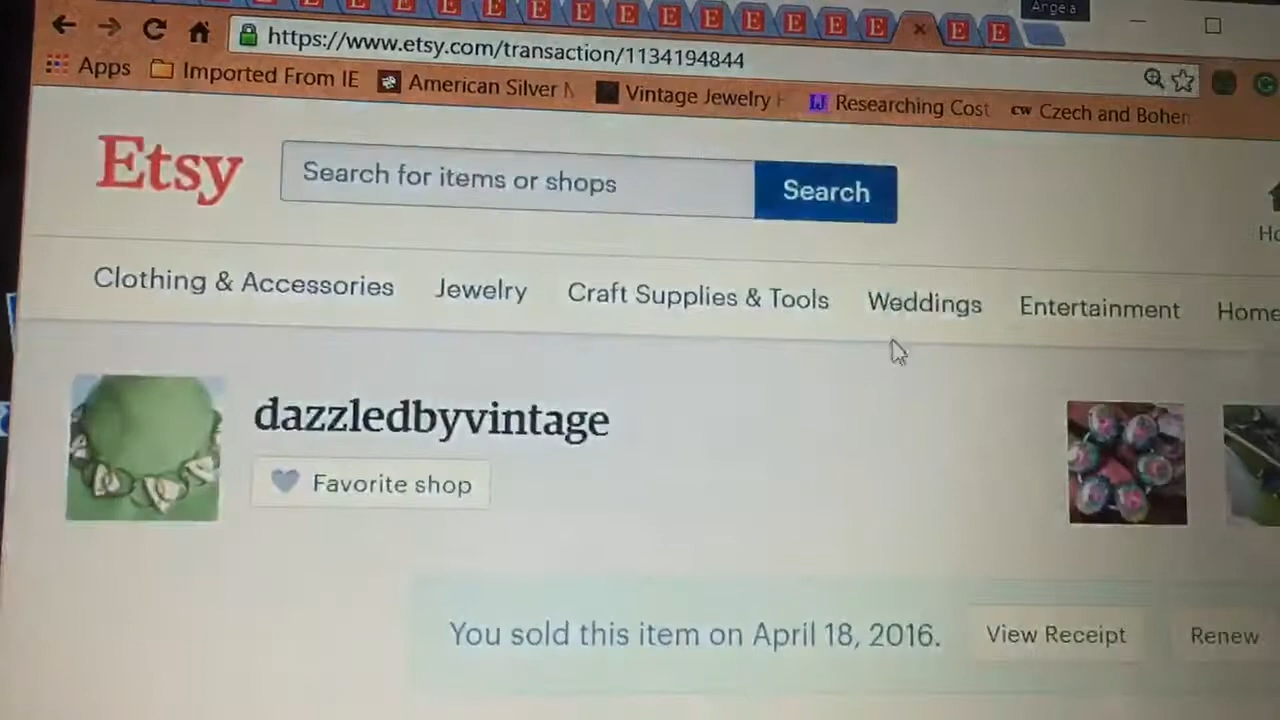 Angela
https://www.etsy.com/transaction/1134194844
Apps Imported From IE American Silver Vintage Jewelry Researching Cost Czech and Bohem
Etsy
Search for items or shops Search
Clothing & Accessories Jewelry Craft Supplies & Tools Weddings Entertainment Home
dazzledbyvintage
Favorite shop
You sold this item on April 18, 2016. View Receipt Renew